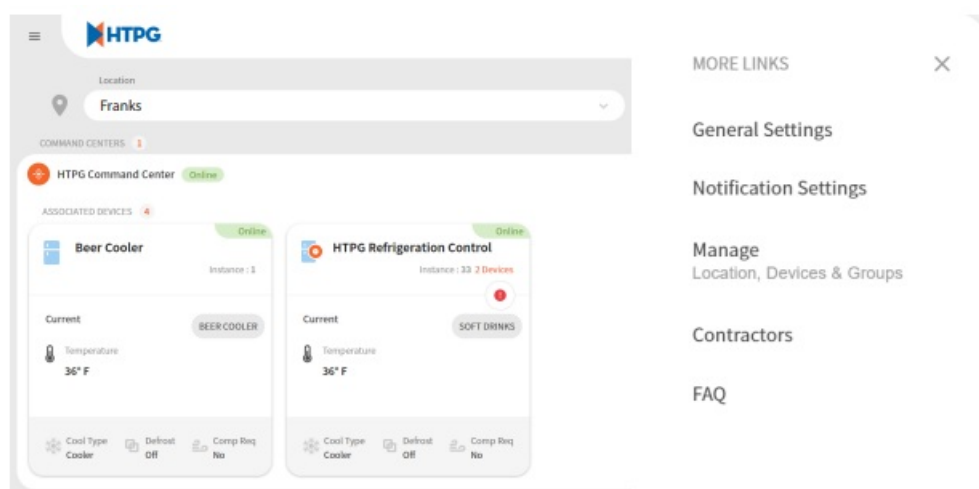 HTPG
Location
Franks
COMMAND CENTERS 1
HTPG Command Center Online
ASSOCIATED DEVICES 4
Online
Beer Cooler
Instance : 1
Current
BEER COOLER
Temperature
36° F
Cool Type
Cooler
Defrost
Off
Comp Req
No
Online
HTPG Refrigeration Control
Instance : 33 2 Devices
Current
SOFT DRINKS
Temperature
36° F
Cool Type
Cooler
Defrost
Off
Comp Req
No
MORE LINKS
General Settings
Notification Settings
Manage
Location, Devices & Groups
Contractors
FAQ